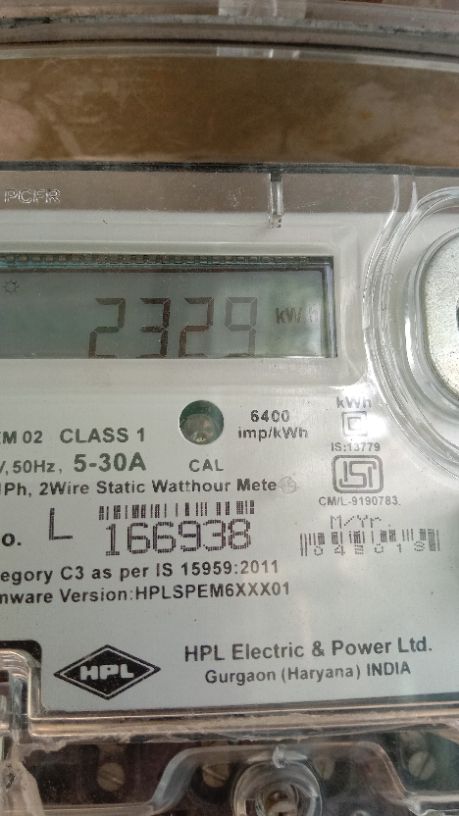 PCFR
2329 kWh
6400
imp/kWh
kWh
IS:13779
EM 02 CLASS 1
V,50Hz, 5-30A
CAL
ISI
CM/L-9190783.
1Ph, 2Wire Static Watthour Mete
M/Yr.
o. L 166938
egory C3 as per IS 15959:2011
mware Version:HPLSPEM6XXX01
HPL
HPL Electric & Power Ltd.
Gurgaon (Haryana) INDIA